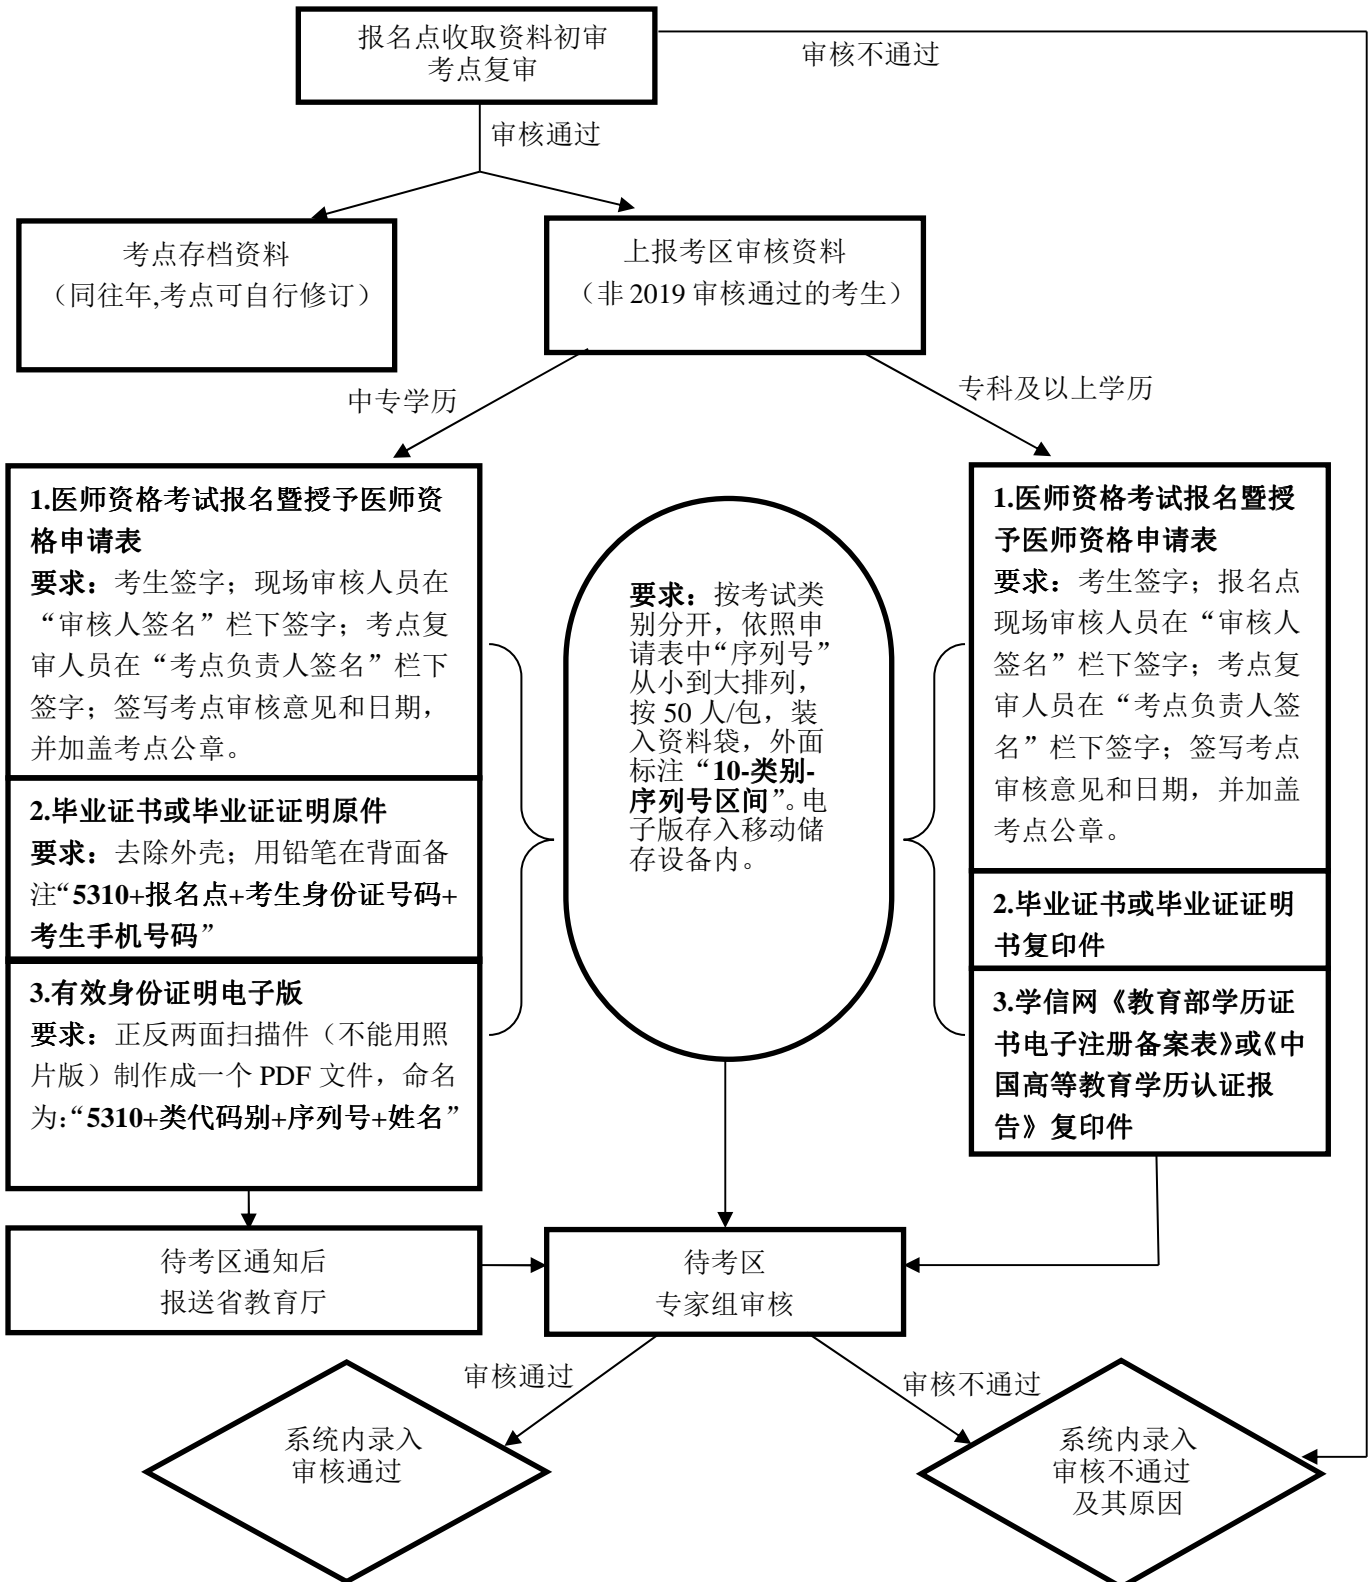 报名点收取资料初审
考点复审
审核不通过
审核通过
考点存档资料
（同往年,考点可自行修订）
上报考区审核资料
（非 2019 审核通过的考生）
中专学历
专科及以上学历
1.医师资格考试报名暨授予医师资
格申请表
要求：考生签字；现场审核人员在
“审核人签名”栏下签字；考点复
审人员在“考点负责人签名”栏下
签字；签写考点审核意见和日期，
并加盖考点公章。
2.毕业证书或毕业证证明原件
要求：去除外壳；用铅笔在背面备
注“5310+报名点+考生身份证号码+
考生手机号码”
3.有效身份证明电子版
要求：正反两面扫描件（不能用照
片版）制作成一个 PDF 文件，命名
为:“5310+类代码别+序列号+姓名”
要求：按考试类
别分开，依照申
请表中“序列号”
从小到大排列，
按 50 人/包，装
入资料袋，外面
标注“10-类别-
序列号区间”。电
子版存入移动储
存设备内。
1.医师资格考试报名暨授
予医师资格申请表
要求：考生签字；报名点
现场审核人员在“审核人
签名”栏下签字；考点复
审人员在“考点负责人签
名”栏下签字；签写考点
审核意见和日期，并加盖
考点公章。
2.毕业证书或毕业证证明
书复印件
3.学信网《教育部学历证
书电子注册备案表》或《中
国高等教育学历认证报
告》复印件
待考区通知后
报送省教育厅
待考区
专家组审核
审核通过
审核不通过
系统内录入
审核通过
系统内录入
审核不通过
及其原因